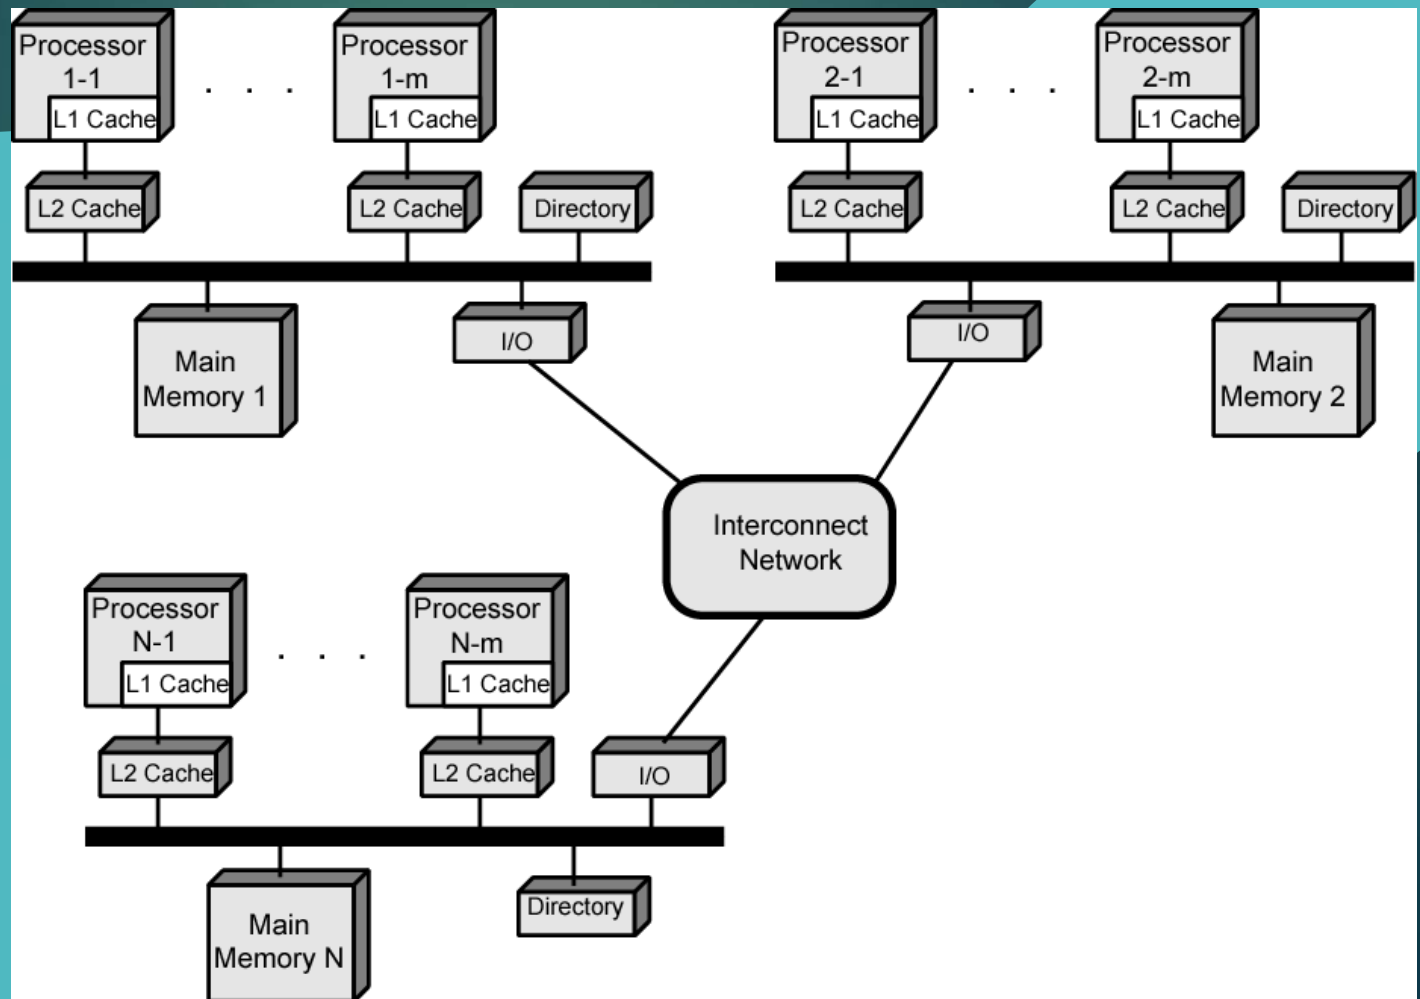 Processor
1-1
L1 Cache
L2 Cache
. . .
Processor
1-m
L1 Cache
L2 Cache
Directory
Main
Memory 1
I/O
Processor
2-1
L1 Cache
L2 Cache
. . .
Processor
2-m
L1 Cache
L2 Cache
Directory
I/O
Main
Memory 2
Interconnect
Network
Processor
N-1
L1 Cache
L2 Cache
. . .
Processor
N-m
L1 Cache
L2 Cache
I/O
Main
Memory N
Directory